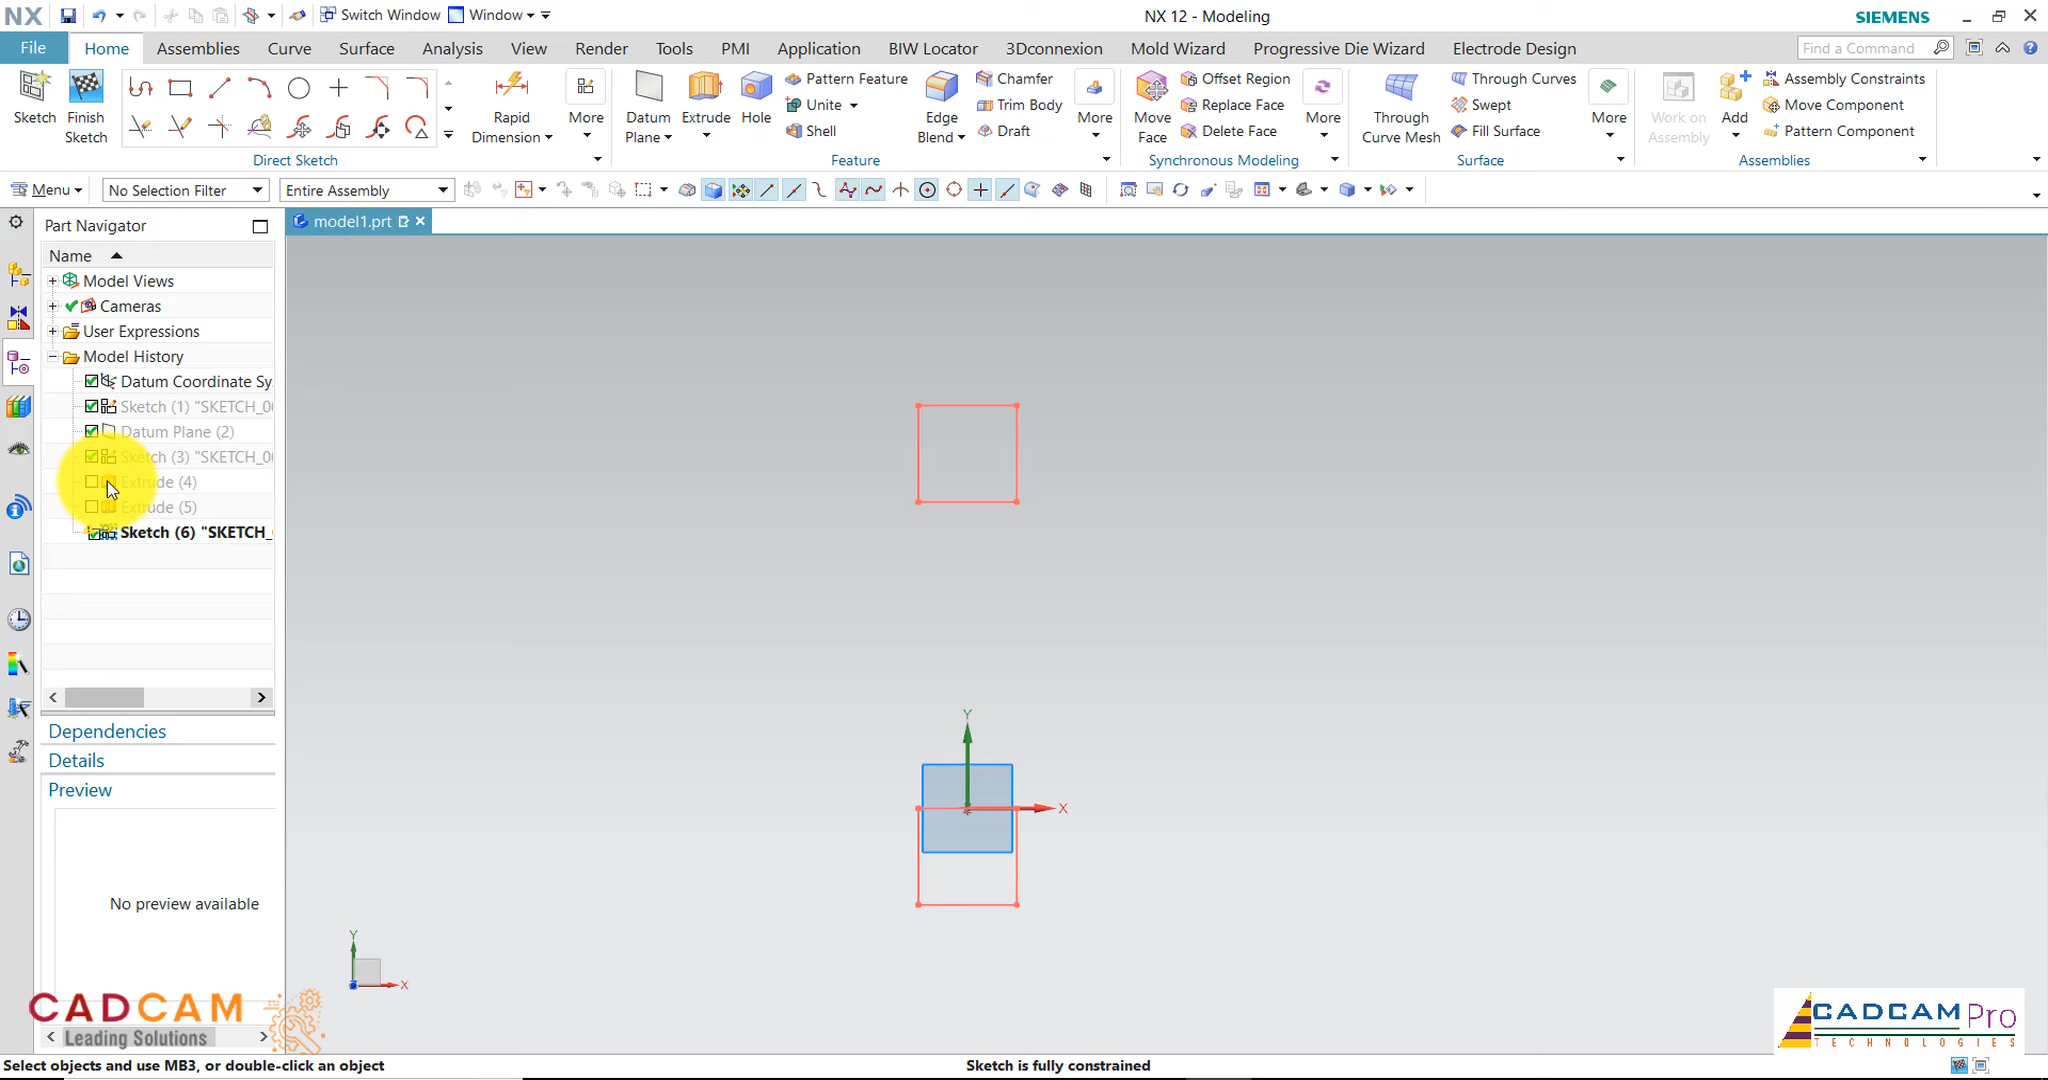 NX
Switch Window
Window
NX 12 - Modeling
SIEMENS
File
Home
Assemblies
Curve
Surface
Analysis
View
Render
Tools
PMI
Application
BIW Locator
3Dconnexion
Mold Wizard
Progressive Die Wizard
Electrode Design
Find a Command
Sketch
Finish Sketch
Rapid Dimension
More
Direct Sketch
Datum Plane
Extrude
Hole
Pattern Feature
Unite
Shell
Edge Blend
Chamfer
Trim Body
Draft
More
Feature
Move Face
Offset Region
Replace Face
Delete Face
More
Synchronous Modeling
Through Curve Mesh
Through Curves
Swept
Fill Surface
More
Surface
Work on Assembly
Add
Assembly Constraints
Move Component
Pattern Component
Assemblies
Menu
No Selection Filter
Entire Assembly
Part Navigator
model1.prt
Name
Model Views
Cameras
User Expressions
Model History
Datum Coordinate Sy
Sketch (1) "SKETCH_0
Datum Plane (2)
Sketch (3) "SKETCH_0
Extrude (4)
Extrude (5)
Sketch (6) "SKETCH_
Dependencies
Details
Preview
No preview available
Y
X
Y
X
CADCAM
Leading Solutions
CADCAM Pro
TECHNOLOGIES
Select objects and use MB3, or double-click an object
Sketch is fully constrained